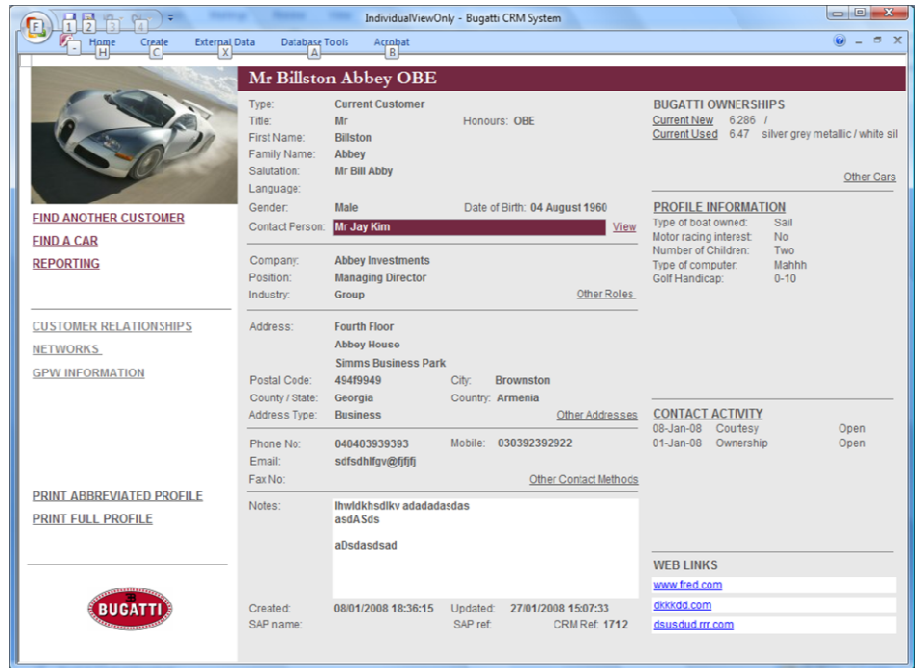 IndividualViewOnly - Bugatti CRM System
F 1 2 3 4
Home Create External Data Database Tools Acrobat
H C X A B
Mr Billston Abbey OBE
Type: Current Customer
Title: Mr Honours: OBE
First Name: Billston
Family Name: Abbey
Salutation: Mr Bill Abby
Language:
Gender: Male Date of Birth: 04 August 1960
Contact Person: Mr Jay Kim View
Company: Abbey Investments
Position: Managing Director
Industry: Group Other Roles
Address: Fourth Floor
Abbey House
Simms Business Park
Postal Code: 494f9949 City: Brownston
County / State: Georgia Country: Armenia
Address Type: Business Other Addresses
Phone No: 040403939393 Mobile: 030392392922
Email:
Fax No: Other Contact Methods
Notes:
asdASds
aDsdasdsad
Created: 08/01/2008 18:36:15 Updated: 27/01/2008 15:07:33
SAP name: SAP ref: CRM Ref: 1712
FIND ANOTHER CUSTOMER
FIND A CAR
REPORTING
CUSTOMER RELATIONSHIPS
NETWORKS
GPW INFORMATION
PRINT ABBREVIATED PROFILE
PRINT FULL PROFILE
BUGATTI
BUGATTI OWNERSHIPS
Current New 6286 /
Current Used 647 silver grey metallic / white sil
Other Cars
PROFILE INFORMATION
Type of boat owned: Sail
Motor racing interest: No
Number of Children: Two
Type of computer: Mahhh
Golf Handicap: 0-10
CONTACT ACTIVITY
08-Jan-08 Courtesy Open
01-Jan-08 Ownership Open
WEB LINKS
www.fred.com
dkkkdd.com
dsusdud.rrr.com